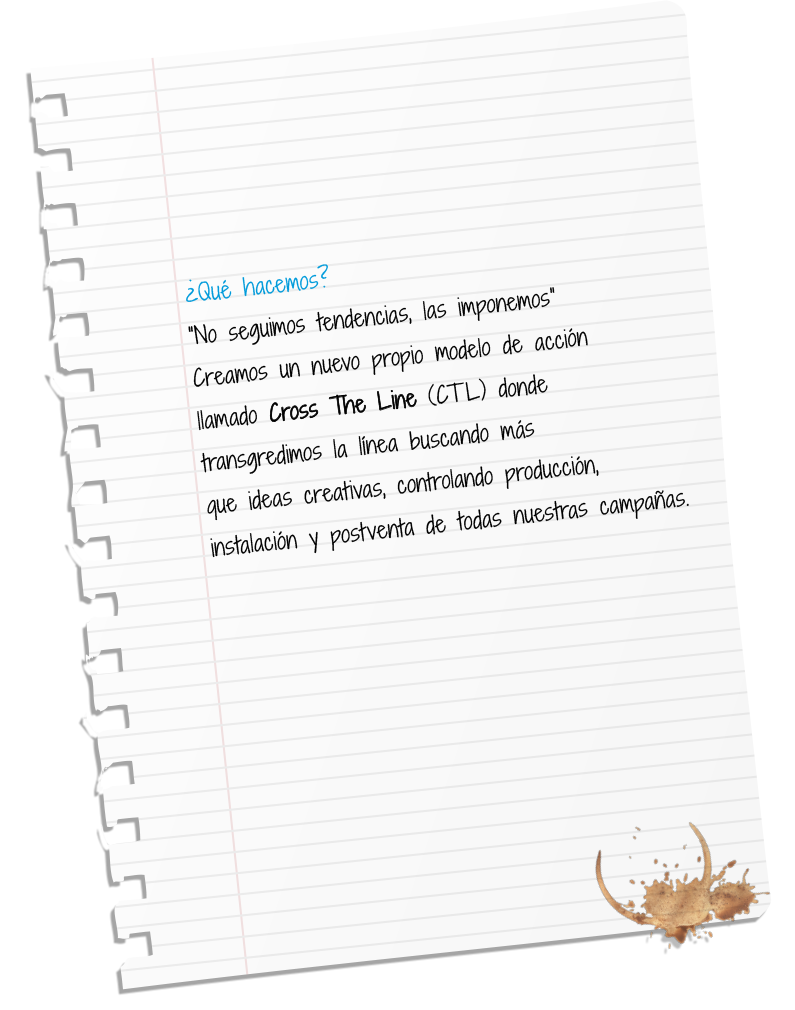 ¿Qué hacemos?
"No seguimos tendencias, las imponemos"
Creamos un nuevo propio modelo de acción
llamado Cross The Line (CTL) donde
transgredimos la línea buscando más
que ideas creativas, controlando producción,
instalación y postventa de todas nuestras campañas.